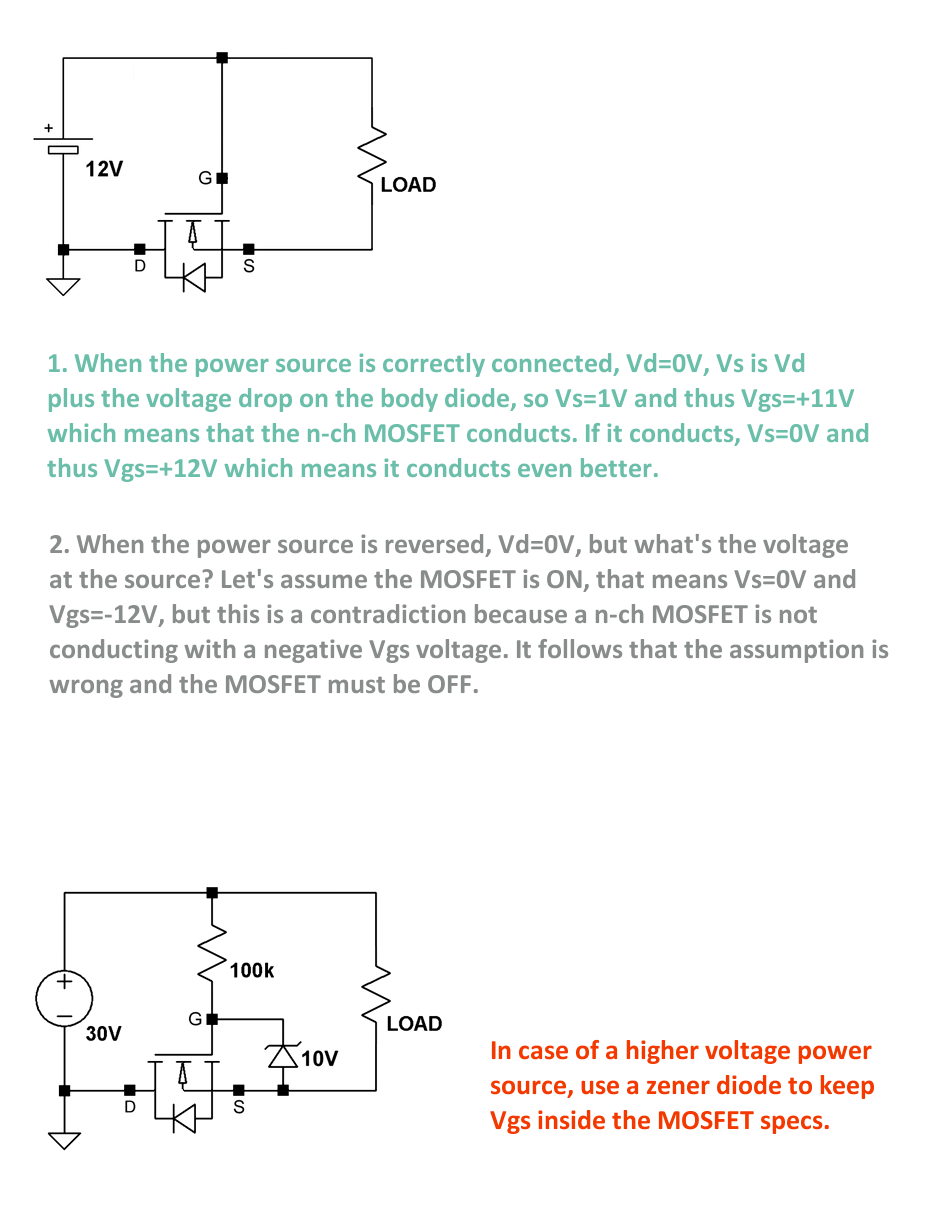 +
12V
G
LOAD
D
S
1. When the power source is correctly connected, Vd=0V, Vs is Vd
plus the voltage drop on the body diode, so Vs=1V and thus Vgs=+11V
which means that the n-ch MOSFET conducts. If it conducts, Vs=0V and
thus Vgs=+12V which means it conducts even better.
2. When the power source is reversed, Vd=0V, but what's the voltage
at the source? Let's assume the MOSFET is ON, that means Vs=0V and
Vgs=-12V, but this is a contradiction because a n-ch MOSFET is not
conducting with a negative Vgs voltage. It follows that the assumption is
wrong and the MOSFET must be OFF.
100k
+
−
30V
G
LOAD
10V
D
S
In case of a higher voltage power
source, use a zener diode to keep
Vgs inside the MOSFET specs.